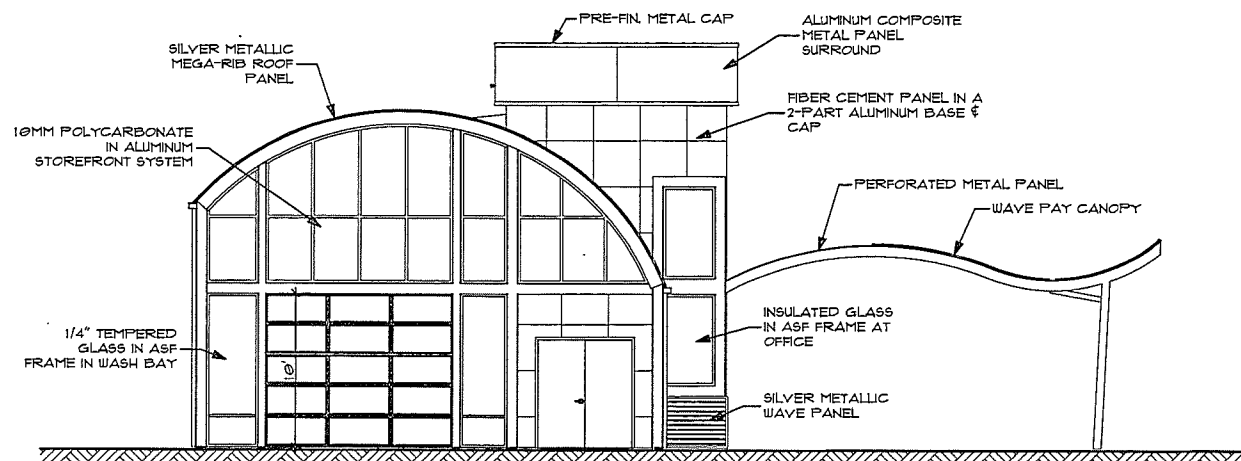 PRE-FIN. METAL CAP
ALUMINUM COMPOSITE
METAL PANEL
SURROUND
SILVER METALLIC
MEGA-RIB ROOF
PANEL
FIBER CEMENT PANEL IN A
2-PART ALUMINUM BASE &
CAP
10MM POLYCARBONATE
IN ALUMINUM
STOREFRONT SYSTEM
PERFORATED METAL PANEL
WAVE PAY CANOPY
1/4" TEMPERED
GLASS IN ASF
FRAME IN WASH BAY
10'
INSULATED GLASS
IN ASF FRAME AT
OFFICE
SILVER METALLIC
WAVE PANEL